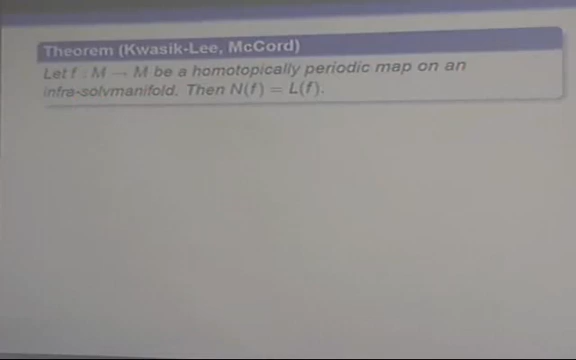 Theorem (Kwasik-Lee, McCord)
Let f : M → M be a homotopically periodic map on an
infra-solvmanifold. Then N(f) = L(f).